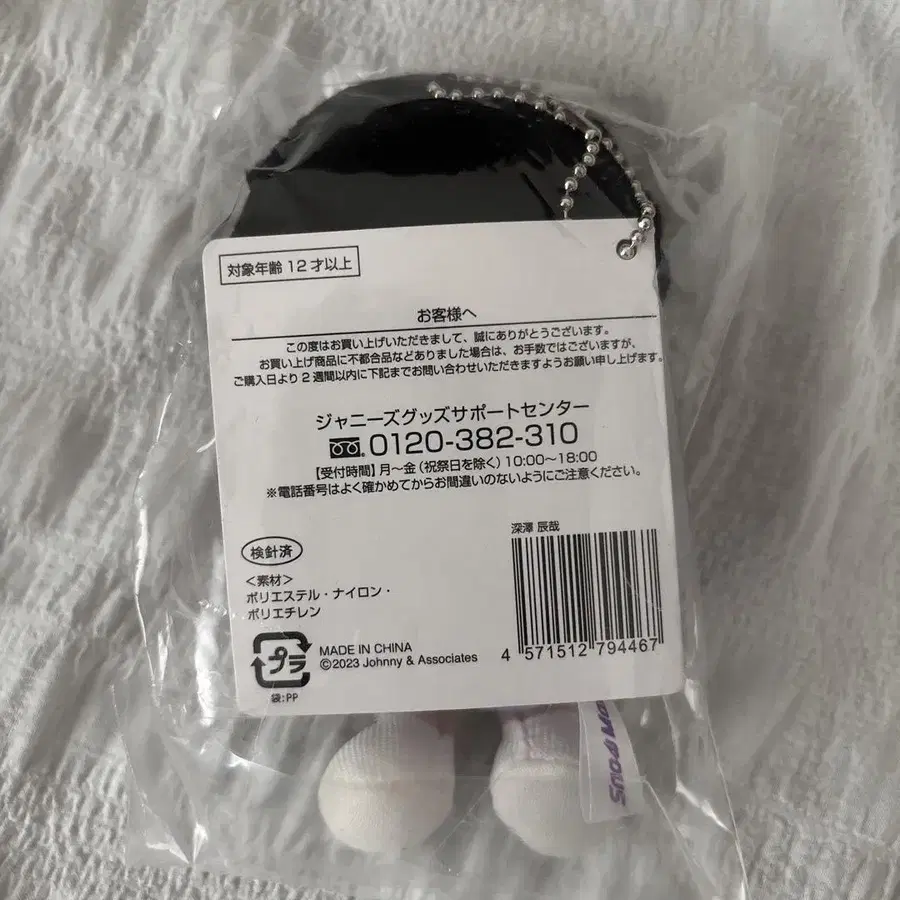 対象年齢 12才以上
お客様へ
この度はお買い上げいただきまして、誠にありがとうございます。
お買い上げ商品に不都合品などありました場合は、お手数ではございますが、
ご購入日より2週間以内に下記までお問い合わせいただきますようお願い申し上げます。
ジャニーズグッズサポートセンター
0120-382-310
【受付時間】月～金（祝祭日を除く）10:00～18:00
※電話番号はよく確かめてからお間違いのないようにご注意ください。
深澤 辰哉
検針済
＜素材＞
ポリエステル・ナイロン・
ポリエチレン
4 571512 794467
プラ
MADE IN CHINA
©2023 Johnny & Associates
袋:PP